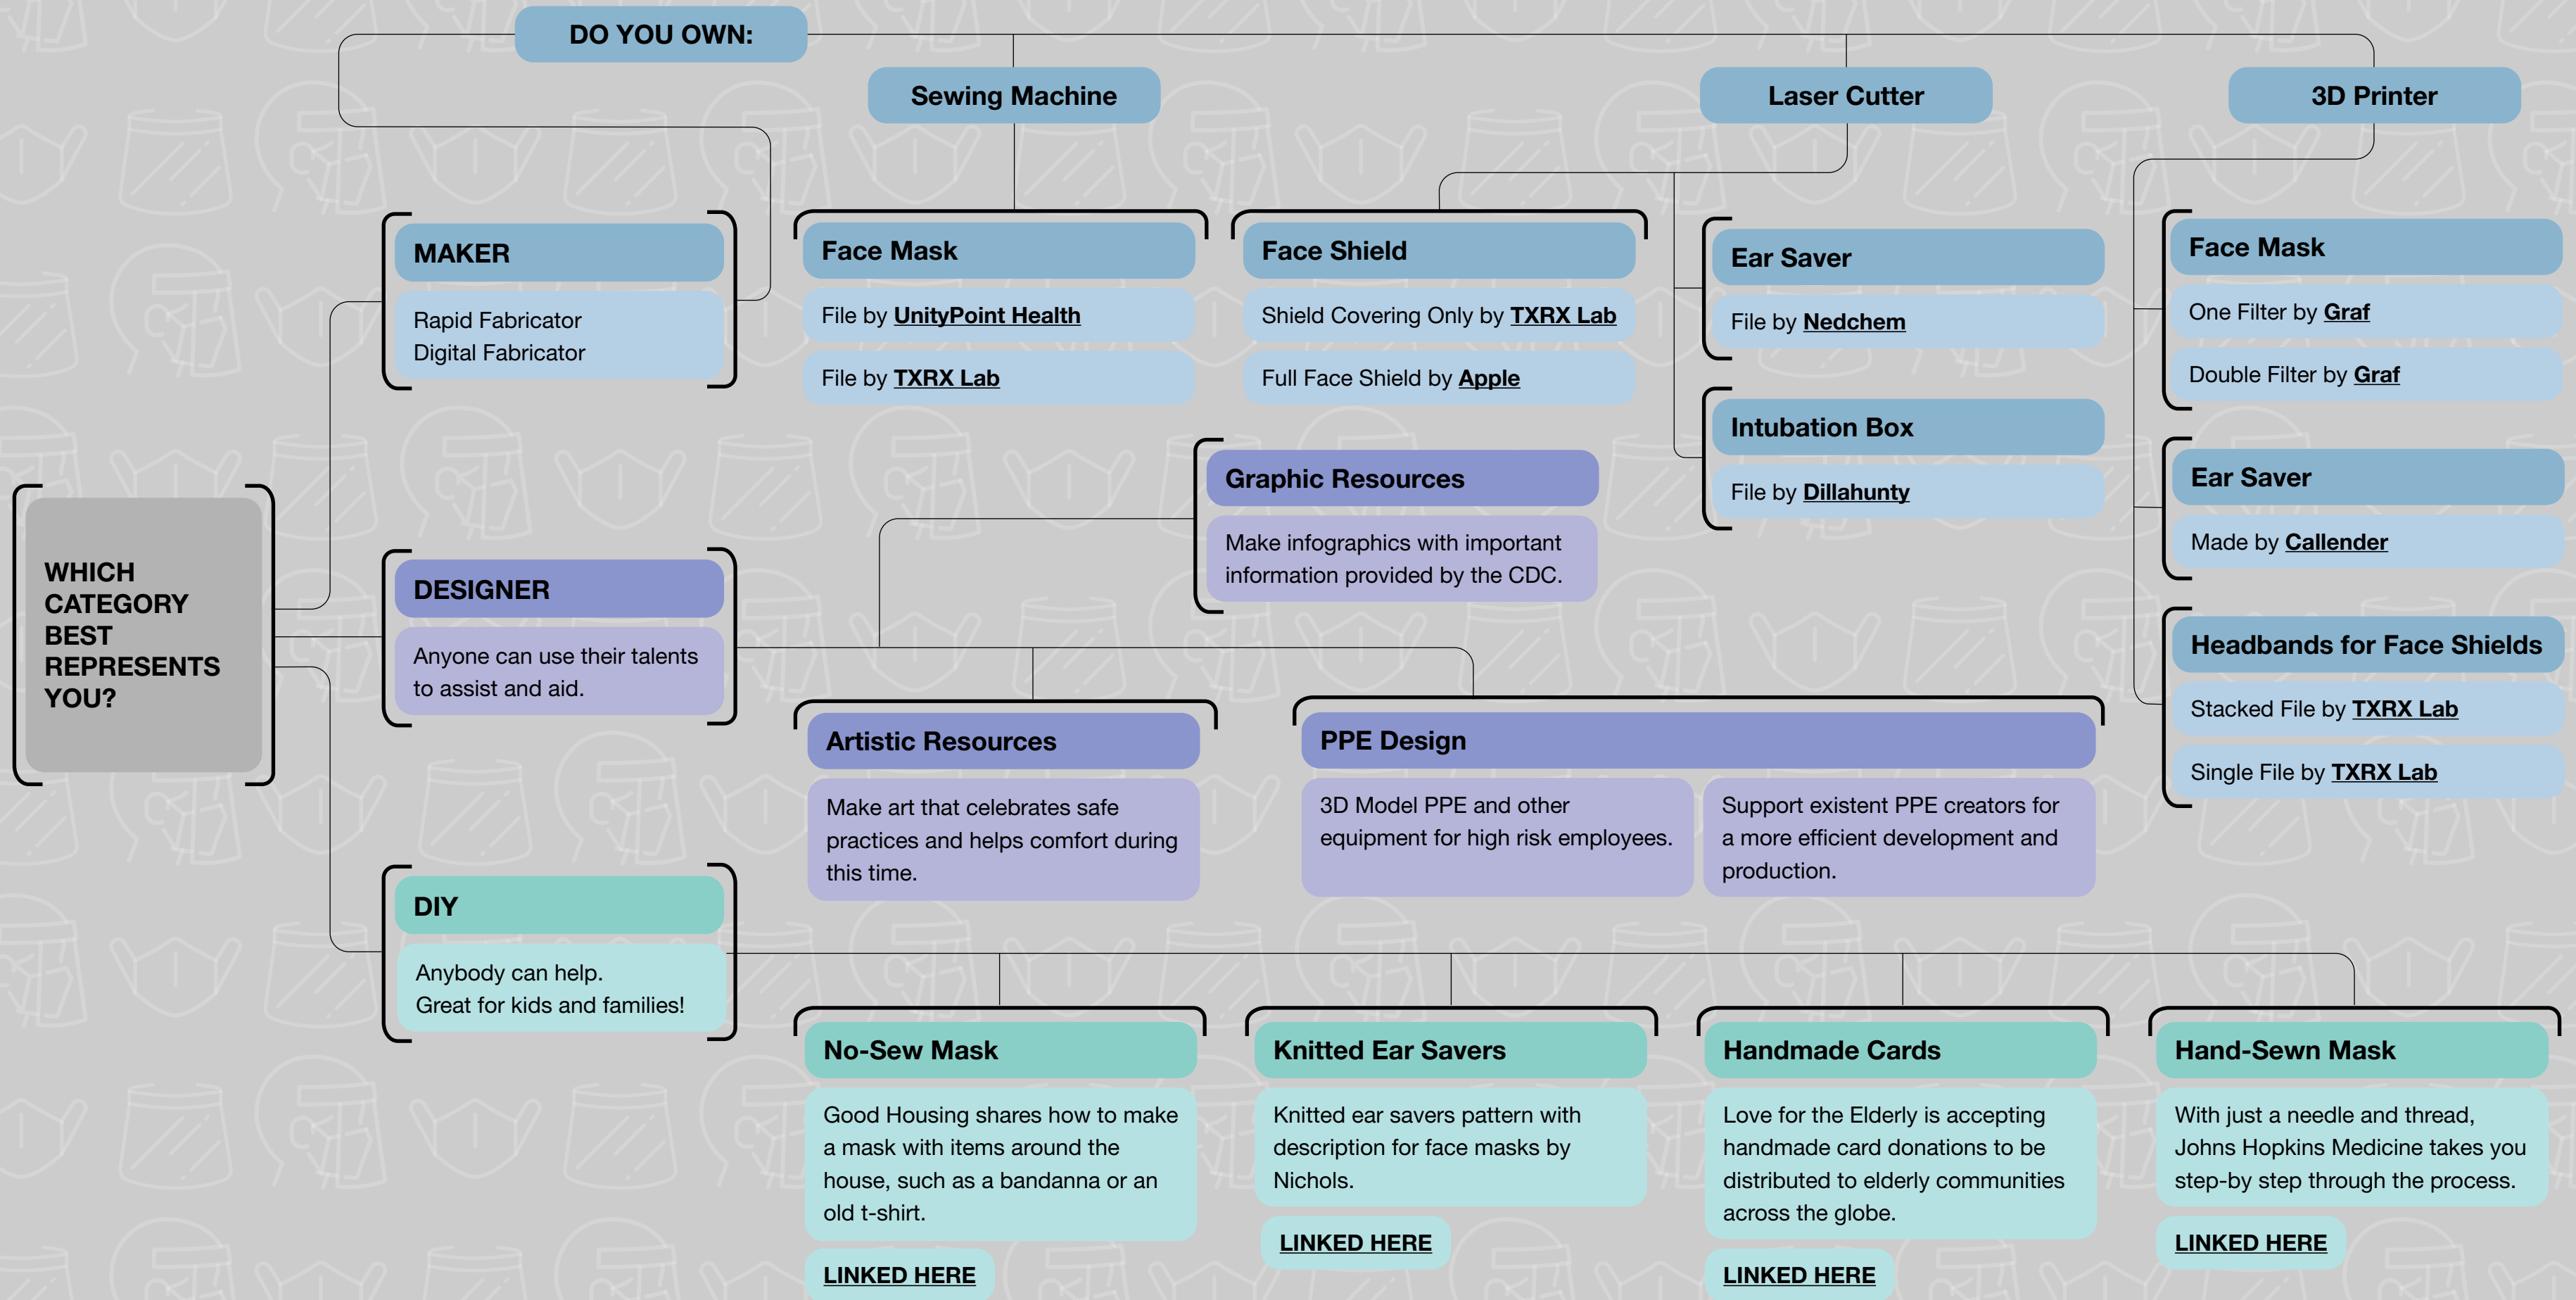 DO YOU OWN:
Sewing Machine
Laser Cutter
3D Printer
MAKER
Rapid Fabricator
Digital Fabricator
Face Mask
File by UnityPoint Health
File by TXRX Lab
Face Shield
Shield Covering Only by TXRX Lab
Full Face Shield by Apple
Ear Saver
File by Nedchem
Intubation Box
File by Dillahunty
Face Mask
One Filter by Graf
Double Filter by Graf
Ear Saver
Made by Callender
Headbands for Face Shields
Stacked File by TXRX Lab
Single File by TXRX Lab
WHICH
CATEGORY
BEST
REPRESENTS
YOU?
DESIGNER
Anyone can use their talents
to assist and aid.
Graphic Resources
Make infographics with important
information provided by the CDC.
Artistic Resources
Make art that celebrates safe
practices and helps comfort during
this time.
PPE Design
3D Model PPE and other
equipment for high risk employees.
Support existent PPE creators for
a more efficient development and
production.
DIY
Anybody can help.
Great for kids and families!
No-Sew Mask
Good Housing shares how to make
a mask with items around the
house, such as a bandanna or an
old t-shirt.
LINKED HERE
Knitted Ear Savers
Knitted ear savers pattern with
description for face masks by
Nichols.
LINKED HERE
Handmade Cards
Love for the Elderly is accepting
handmade card donations to be
distributed to elderly communities
across the globe.
LINKED HERE
Hand-Sewn Mask
With just a needle and thread,
Johns Hopkins Medicine takes you
step-by step through the process.
LINKED HERE